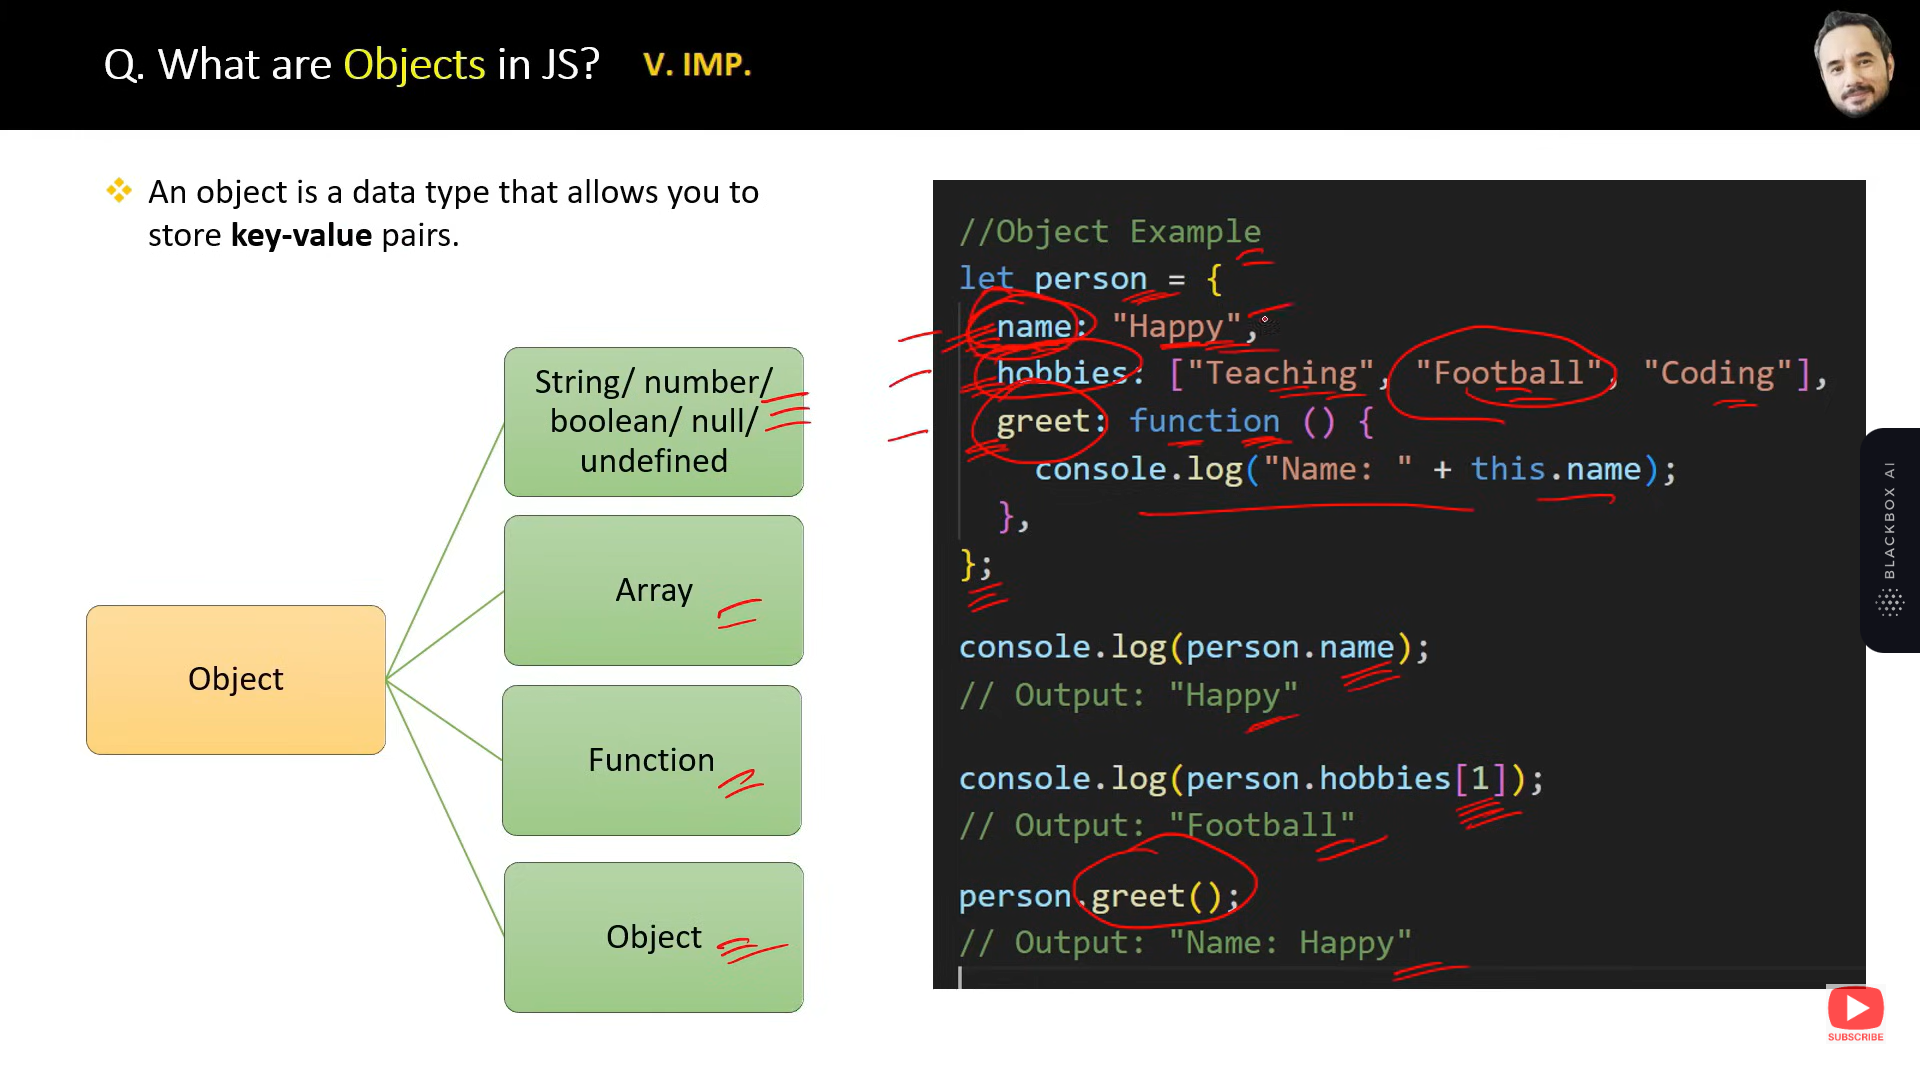 Q. What are Objects in JS? V. IMP.
An object is a data type that allows you to
store key-value pairs.
Object
String/ number/
boolean/ null/
undefined
Array
Function
Object
//Object Example
let person = {
name: "Happy",
hobbies: ["Teaching", "Football", "Coding"],
greet: function () {
console.log("Name: " + this.name);
},
};
console.log(person.name);
// Output: "Happy"
console.log(person.hobbies[1]);
// Output: "Football"
person.greet();
// Output: "Name: Happy"
BLACKBOX AI
SUBSCRIBE